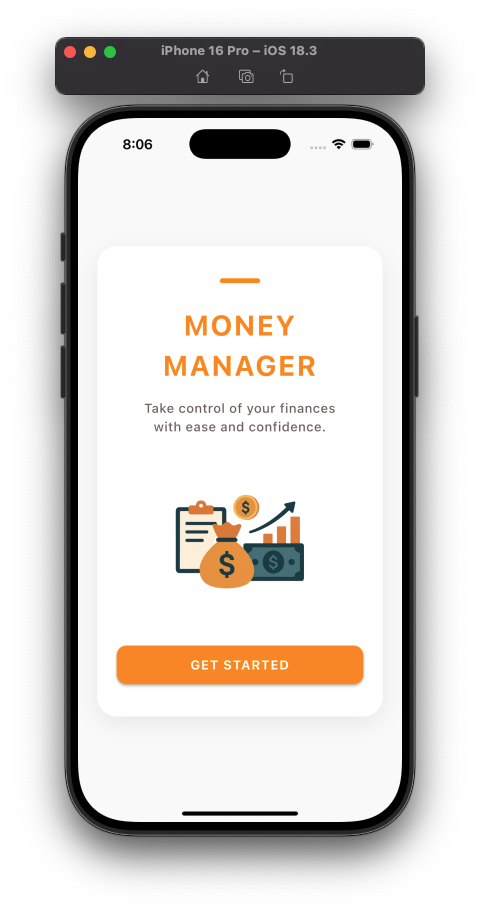 iPhone 16 Pro – iOS 18.3
8:06
MONEY
MANAGER
Take control of your finances
with ease and confidence.
$
$
$
GET STARTED